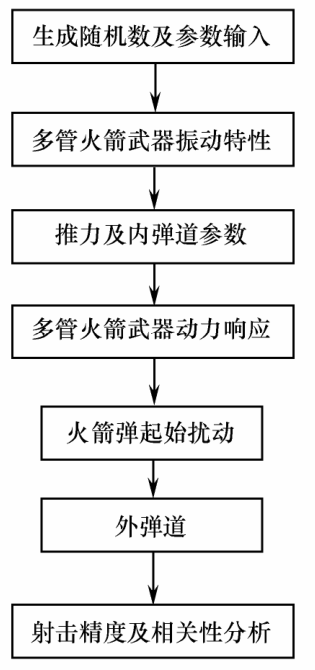 生成随机数及参数输入
多管火箭武器振动特性
推力及内弹道参数
多管火箭武器动力响应
火箭弹起始扰动
外弹道
射击精度及相关性分析